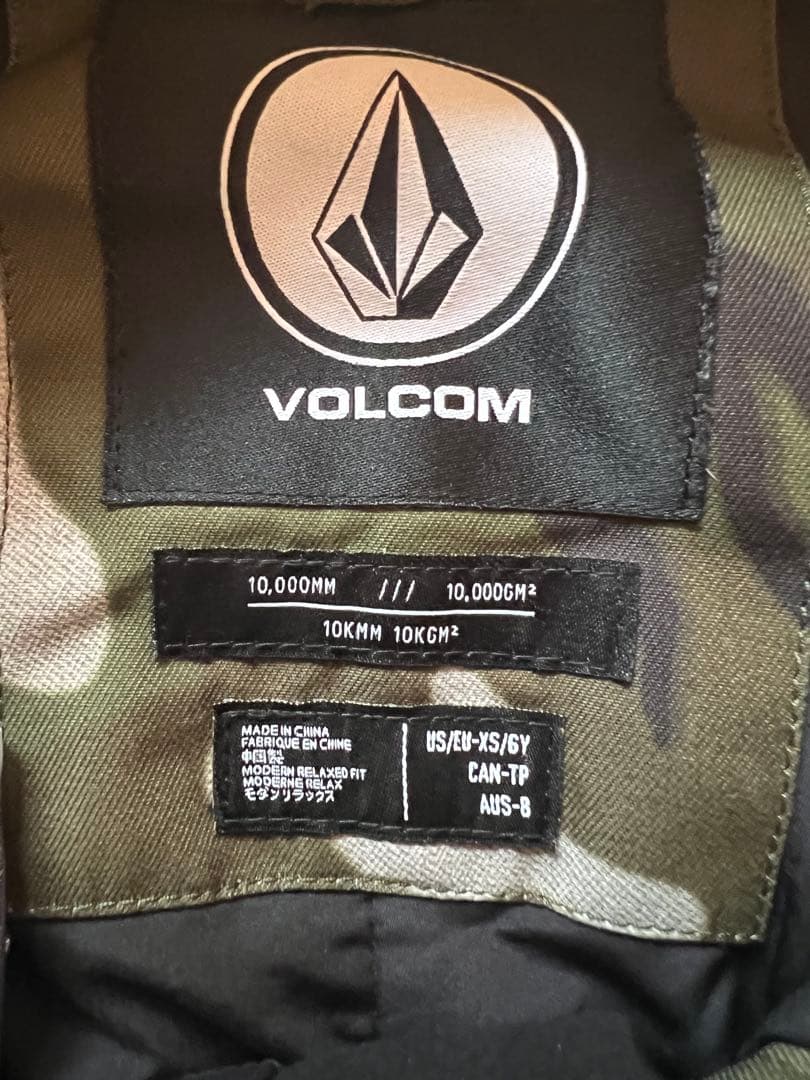 VOLCOM
10,000MM /// 10,000GM²
10KMM 10KGM²
MADE IN CHINA
FABRIQUE EN CHINE
中国製
MODERN RELAXED FIT
MODERNE RELAX
モダンリラックス
US/EU-XS/6Y
CAN-TP
AUS-8